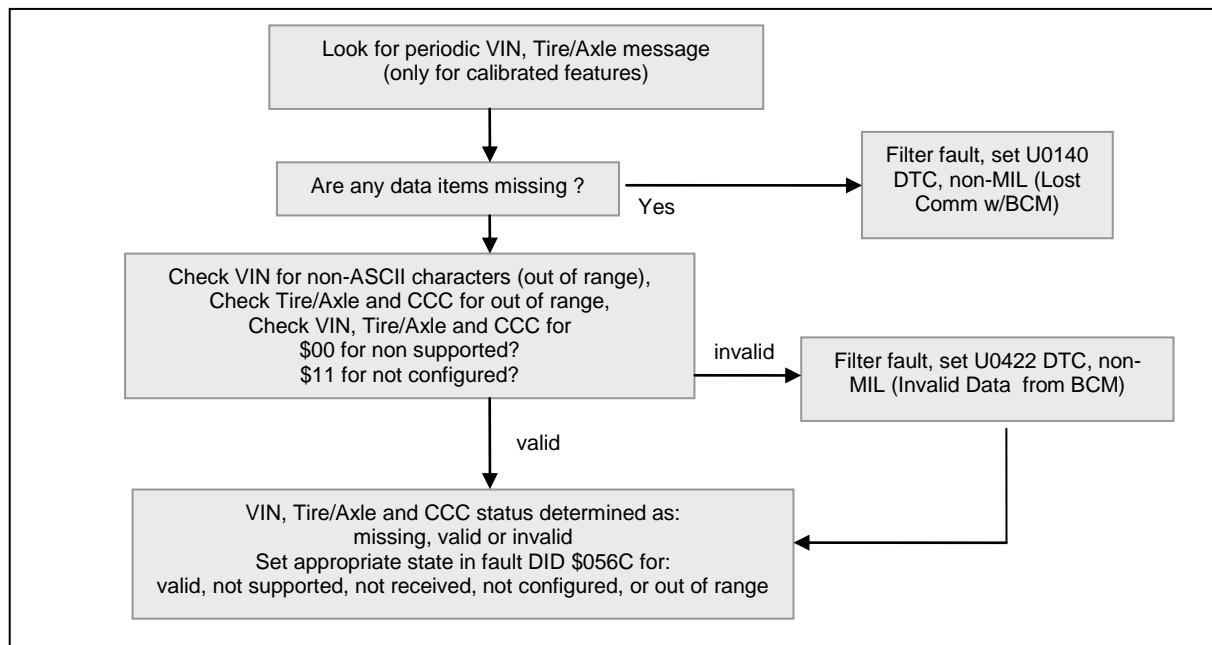 Look for periodic VIN, Tire/Axle message
(only for calibrated features)
Are any data items missing ?
Yes
Filter fault, set U0140
DTC, non-MIL (Lost
Comm w/BCM)
Check VIN for non-ASCII characters (out of range),
Check Tire/Axle and CCC for out of range,
Check VIN, Tire/Axle and CCC for
$00 for non supported?
$11 for not configured?
invalid
Filter fault, set U0422 DTC, non-
MIL (Invalid Data from BCM)
valid
VIN, Tire/Axle and CCC status determined as:
missing, valid or invalid
Set appropriate state in fault DID $056C for:
valid, not supported, not received, not configured, or out of range